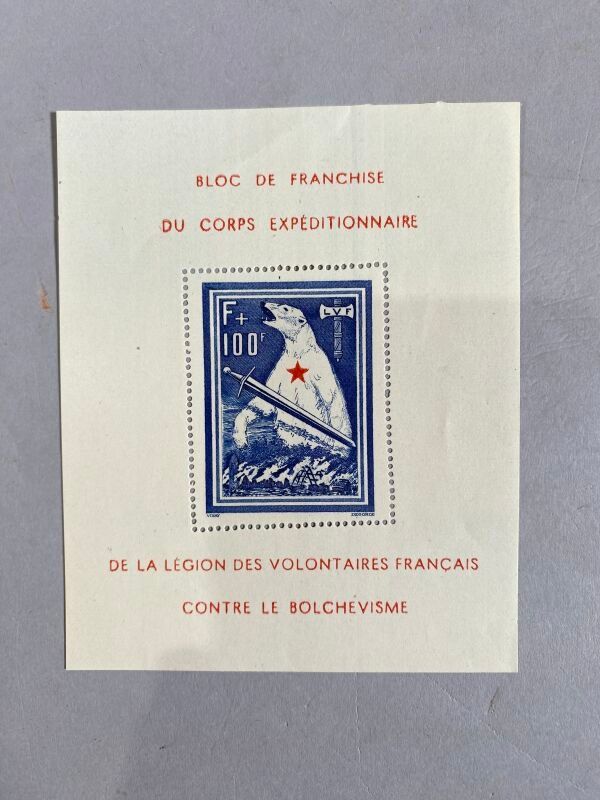 BLOC DE FRANCHISE
DU CORPS EXPÉDITIONNAIRE
F+
100F
LVF
DE LA LÉGION DES VOLONTAIRES FRANÇAIS
CONTRE LE BOLCHEVISME